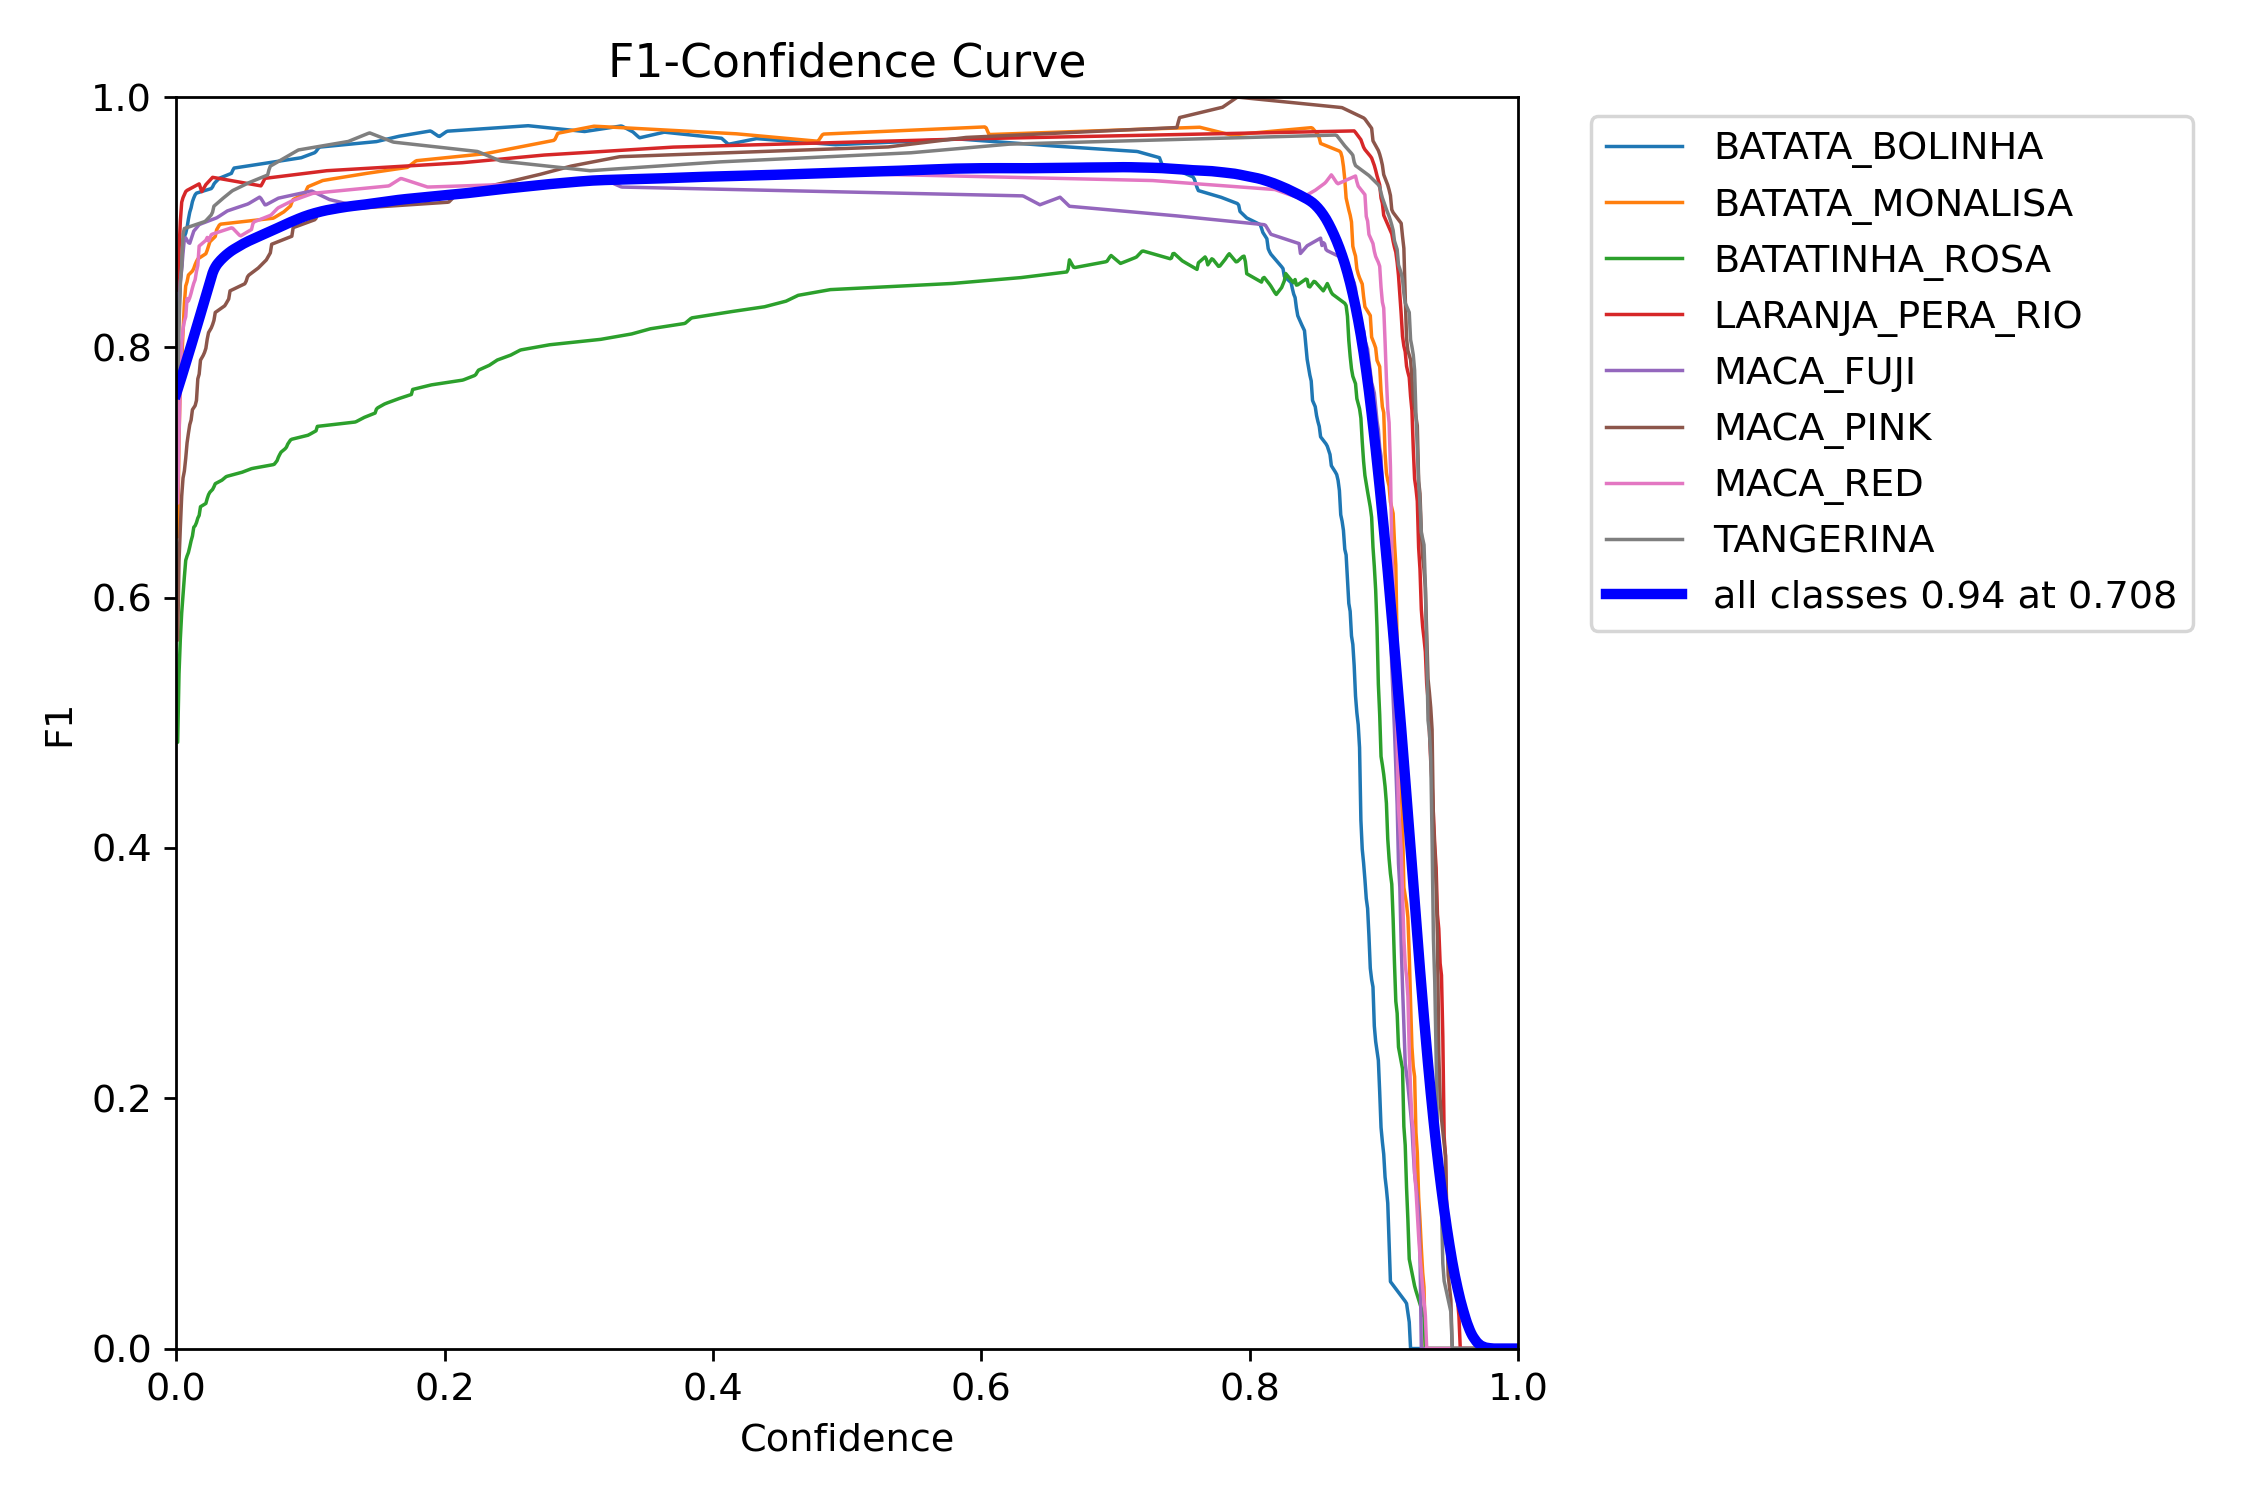 F1-Confidence Curve
1.0
0.8
0.6
0.4
0.2
0.0
F1
0.0 0.2 0.4 0.6 0.8 1.0
Confidence
BATATA_BOLINHA
BATATA_MONALISA
BATATINHA_ROSA
LARANJA_PERA_RIO
MACA_FUJI
MACA_PINK
MACA_RED
TANGERINA
all classes 0.94 at 0.708